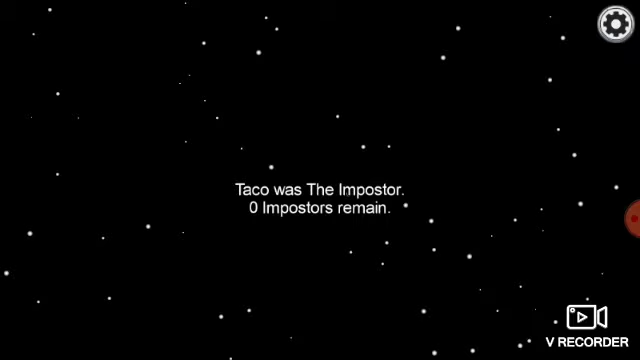 Taco was The Impostor.
0 Impostors remain.
V RECORDER